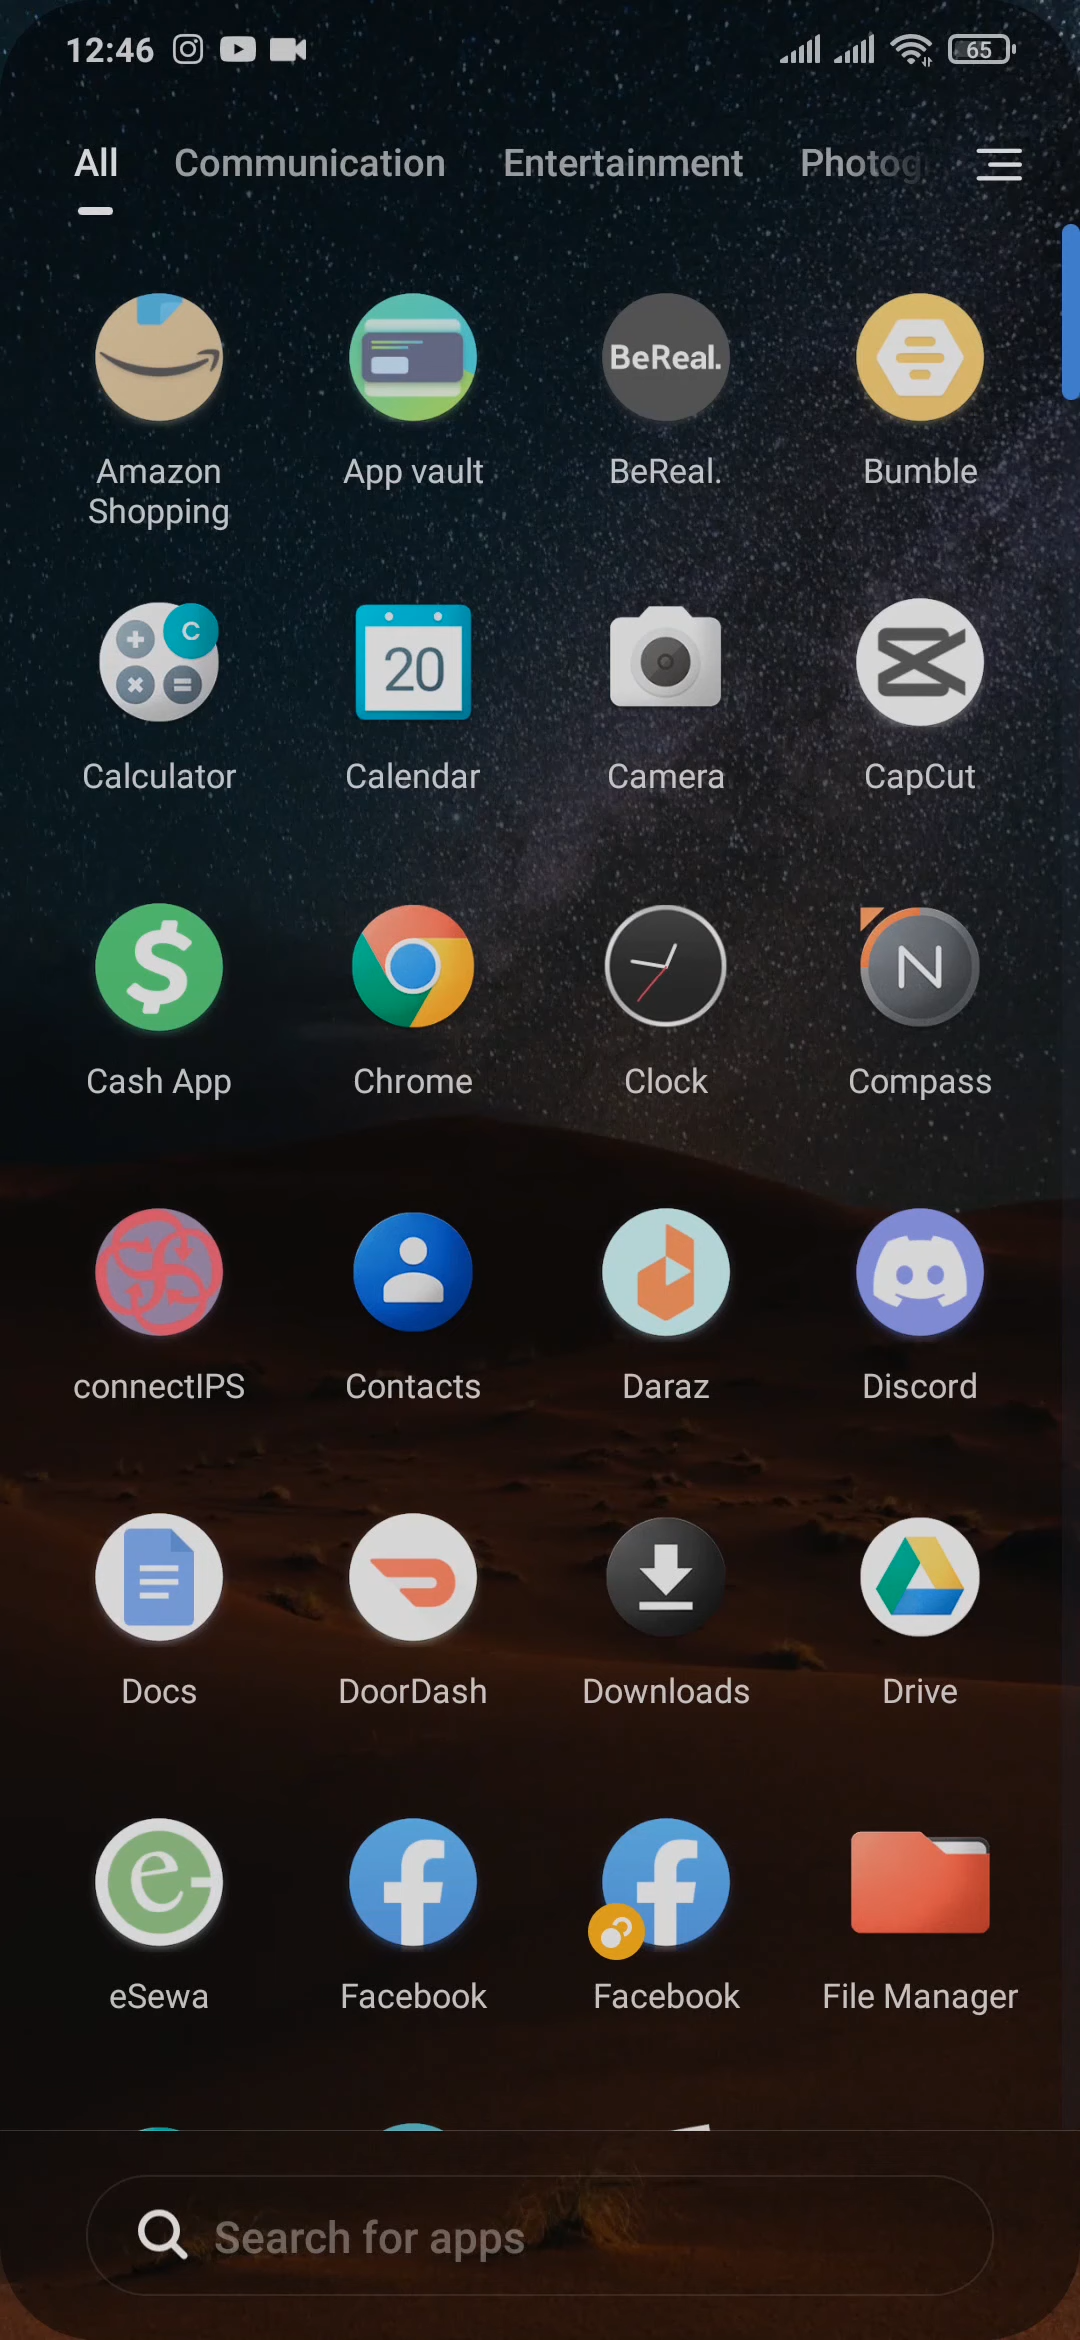 12:46
65
All Communication Entertainment Photog
BeReal.
Amazon App vault BeReal. Bumble
Shopping
C
20
Calculator Calendar Camera CapCut
N
Cash App Chrome Clock Compass
connectIPS Contacts Daraz Discord
Docs DoorDash Downloads Drive
e
eSewa Facebook Facebook File Manager
Search for apps